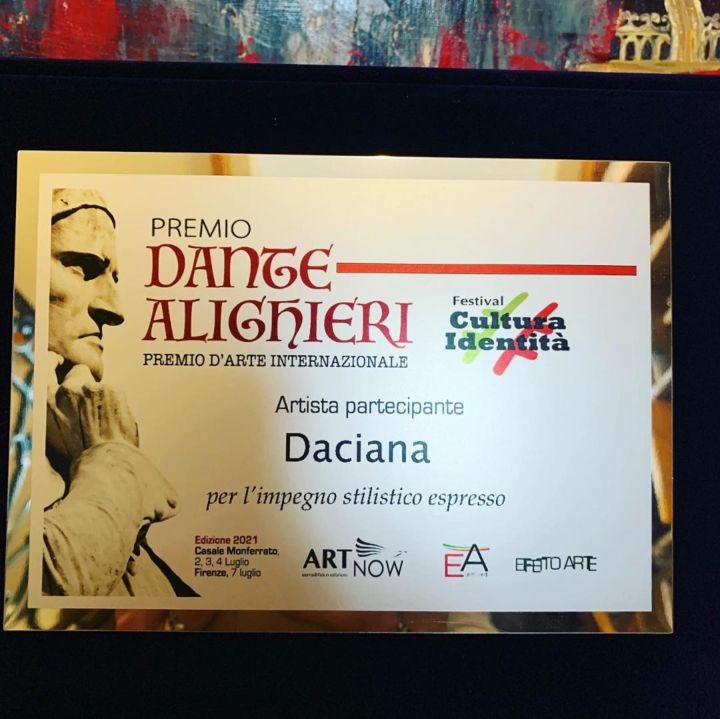 PREMIO
DANTE
ALIGHIERI
PREMIO D'ARTE INTERNAZIONALE
Festival
Cultura
Identità
Artista partecipante
Daciana
per l'impegno stilistico espresso
Edizione 2021
Casale Monferrato,
2, 3, 4 Luglio
Firenze, 7 luglio
ART
NOW
EA
EFFETTO ARTE